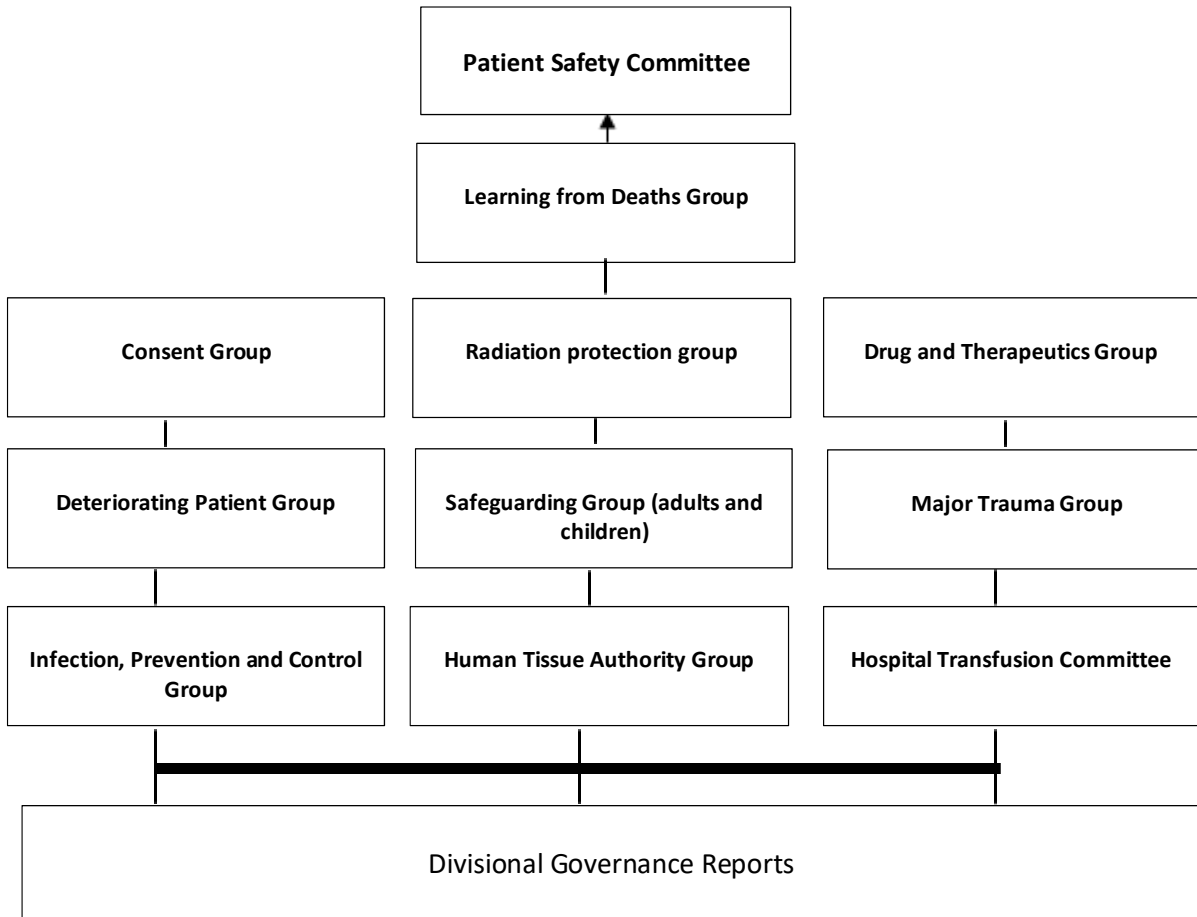 Patient Safety Committee
Learning from Deaths Group
Consent Group
Radiation protection group
Drug and Therapeutics Group
Deteriorating Patient Group
Safeguarding Group (adults and
children)
Major Trauma Group
Infection, Prevention and Control
Group
Human Tissue Authority Group
Hospital Transfusion Committee
Divisional Governance Reports